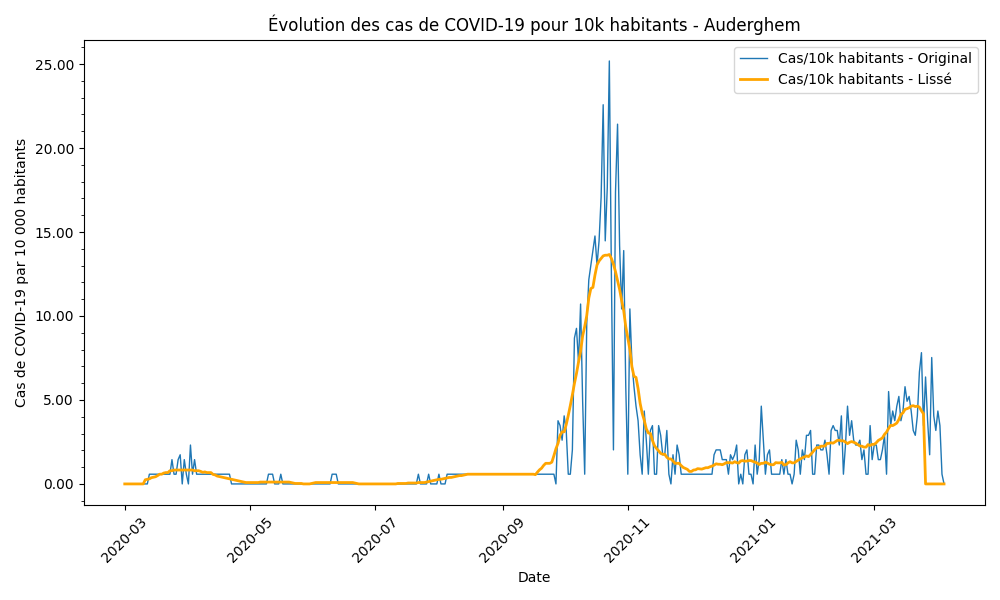 Évolution des cas de COVID-19 pour 10k habitants - Auderghem
Cas/10k habitants - Original
Cas/10k habitants - Lissé
Cas de COVID-19 par 10 000 habitants
25.00
20.00
15.00
10.00
5.00
0.00
2020-03
2020-05
2020-07
2020-09
2020-11
2021-01
2021-03
Date